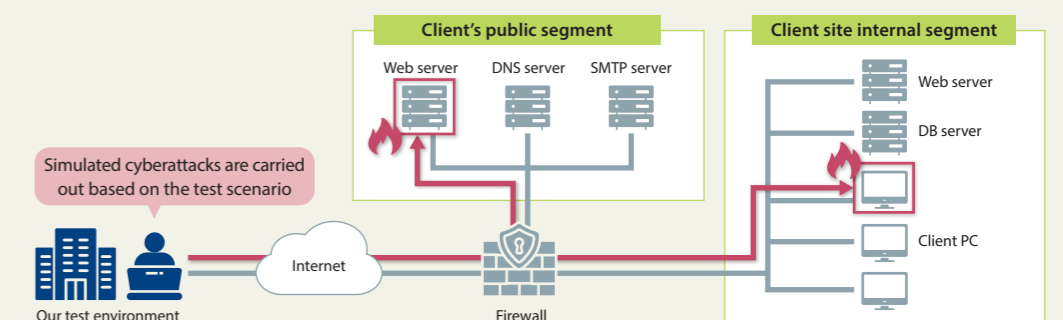 Client's public segment
Client site internal segment
Web server
DNS server
SMTP server
Web server
DB server
Simulated cyberattacks are carried
out based on the test scenario
Client PC
Internet
Our test environment
Firewall